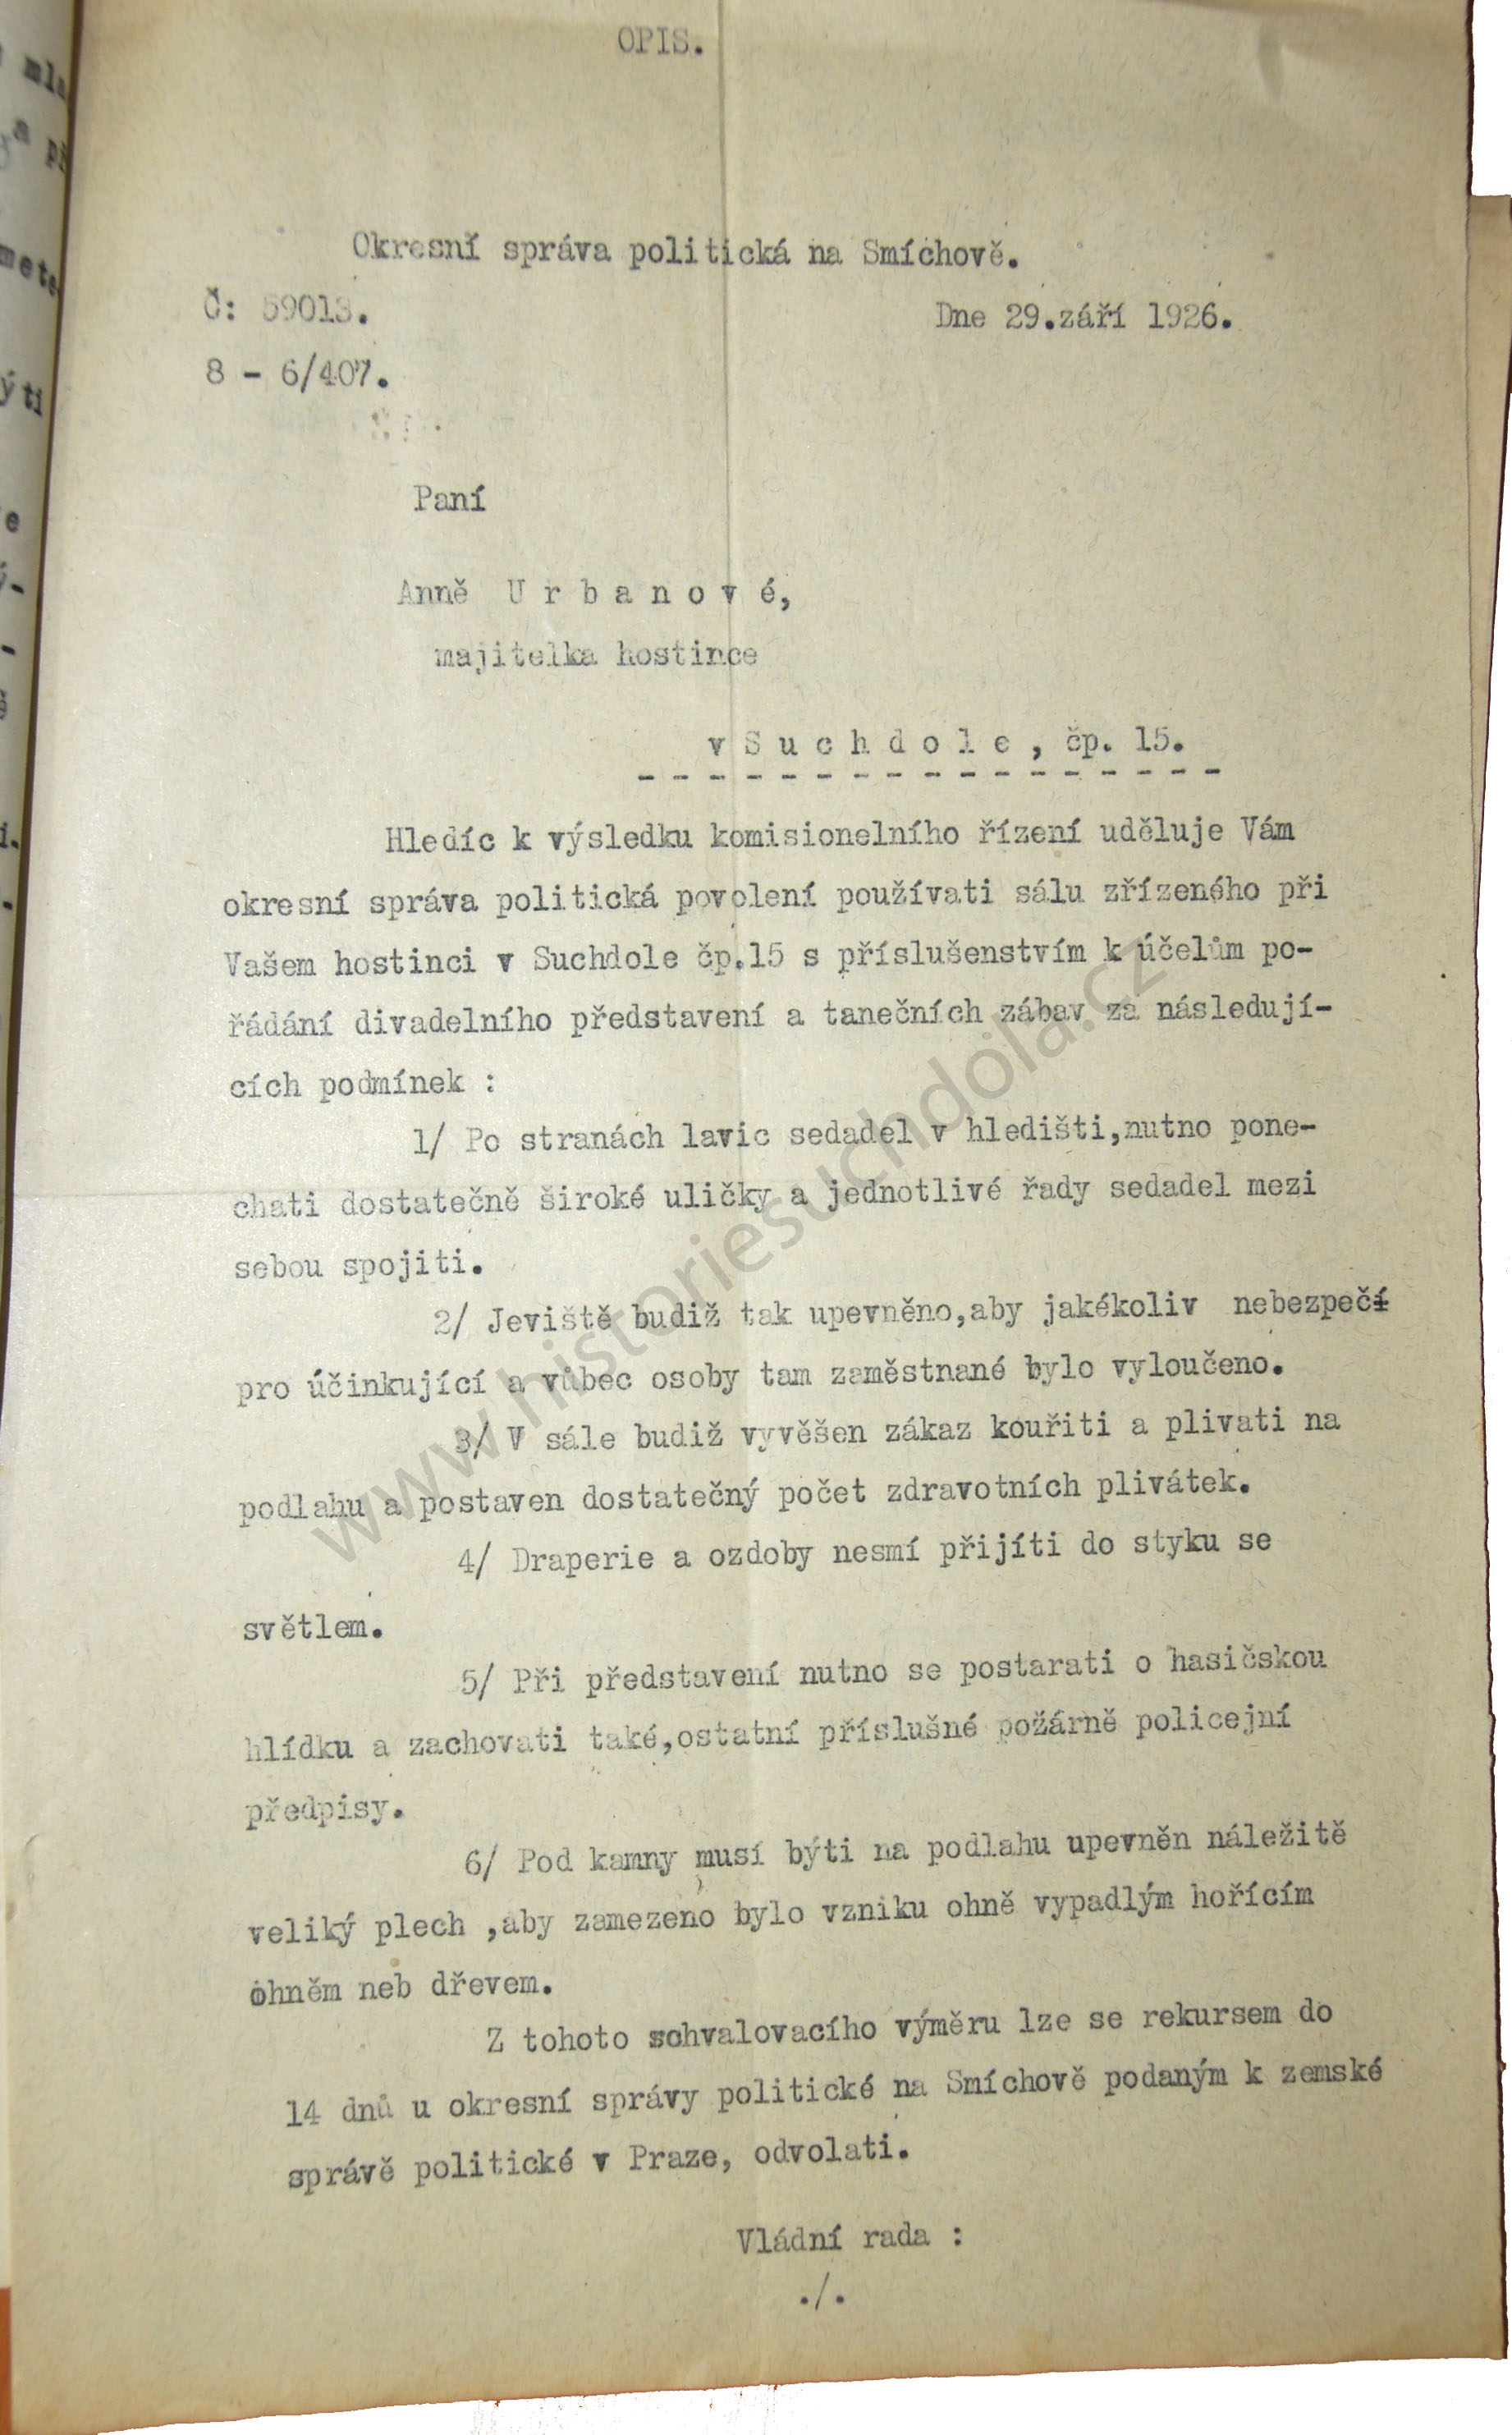 OPIS.
Okresní správa politická na Smíchově.
Č: 59013.
Dne 29.září 1926.
8 - 6/407.
Paní
Anně U r b a n o v é,
majitelka hostince
v S u c h d o l e , čp. 15.
- - - - - - - - - - - - - - - - -
Hledíc k výsledku komisionelního řízení uděluje Vám
okresní správa politická povolení používati sálu zřízeného při
Vašem hostinci v Suchdole čp.15 s příslušenstvím k účelům po-
řádání divadelního představení a tanečních zábav za následují-
cích podmínek :
1/ Po stranách lavic sedadel v hledišti,nutno pone-
chati dostatečně široké uličky a jednotlivé řady sedadel mezi
sebou spojiti.
2/ Jeviště budiž tak upevněno,aby jakékoliv nebezpečí
pro účinkující a vůbec osoby tam zaměstnané bylo vyloučeno.
3/ V sále budiž vyvěšen zákaz kouřiti a plivati na
podlahu a postaven dostatečný počet zdravotních plivátek.
4/ Draperie a ozdoby nesmí přijíti do styku se
světlem.
5/ Při představení nutno se postarati o hasičskou
hlídku a zachovati také,ostatní příslušné požárně policejní
předpisy.
6/ Pod kamny musí býti na podlahu upevněn náležitě
veliký plech ,aby zamezeno bylo vzniku ohně vypadlým hořícím
ohněm neb dřevem.
Z tohoto schvalovacího výměru lze se rekursem do
14 dnů u okresní správy politické na Smíchově podaným k zemské
správě politické v Praze, odvolati.
Vládní rada :
./.
www.historiesuchdola.cz